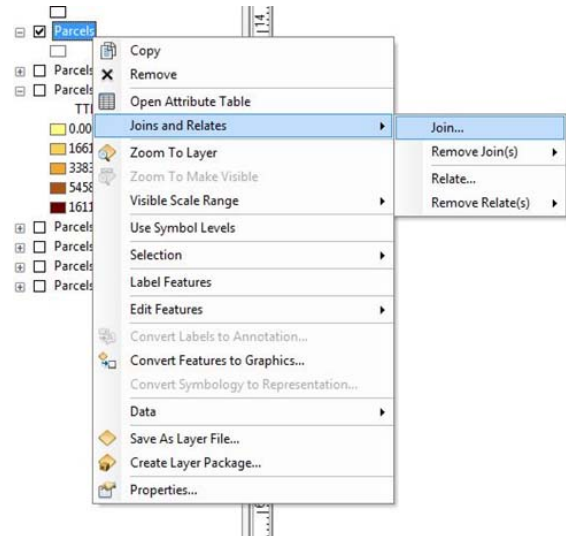 Parcels
Parcels
Parcels
TTI
0.00
1661
3383
5458
1611
Parcels
Parcels
Parcels
Parcels
Copy
Remove
Open Attribute Table
Joins and Relates
Zoom To Layer
Zoom To Make Visible
Visible Scale Range
Use Symbol Levels
Selection
Label Features
Edit Features
Convert Labels to Annotation...
Convert Features to Graphics...
Convert Symbology to Representation...
Data
Save As Layer File...
Create Layer Package...
Properties...
Join...
Remove Join(s)
Relate...
Remove Relate(s)
14